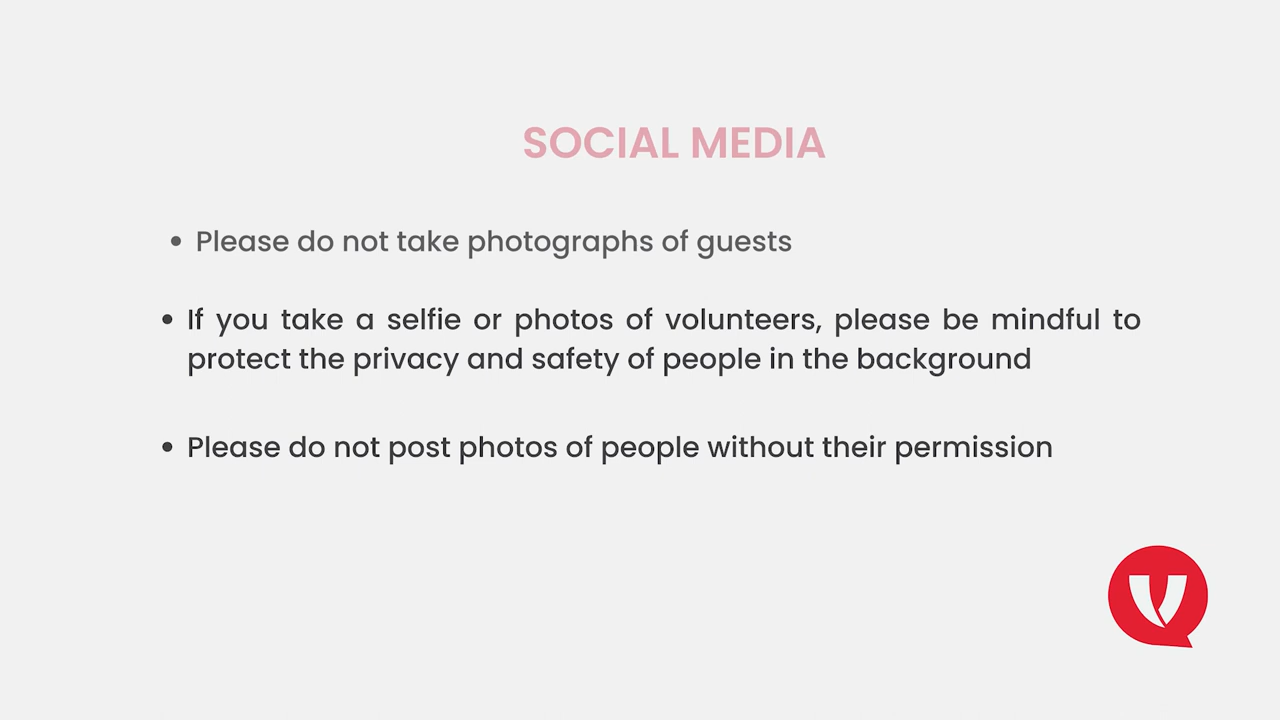 SOCIAL MEDIA
• Please do not take photographs of guests
• If you take a selfie or photos of volunteers, please be mindful to
protect the privacy and safety of people in the background
• Please do not post photos of people without their permission
V